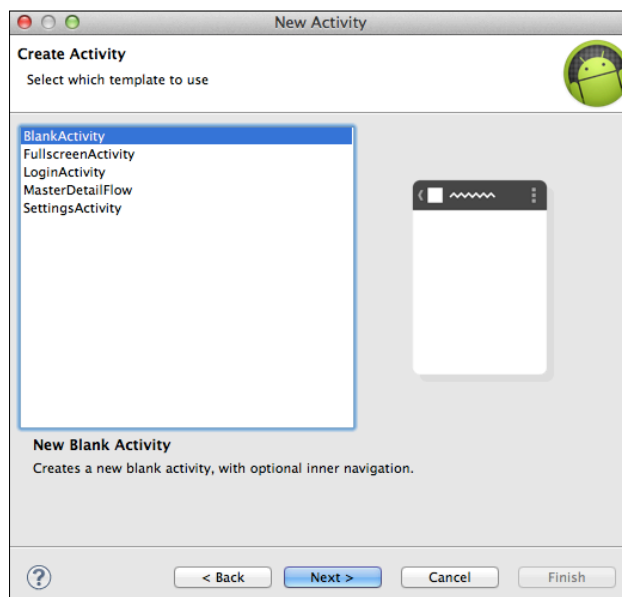 New Activity
Create Activity
Select which template to use
BlankActivity
FullscreenActivity
LoginActivity
MasterDetailFlow
SettingsActivity
New Blank Activity
Creates a new blank activity, with optional inner navigation.
? < Back Next > Cancel Finish